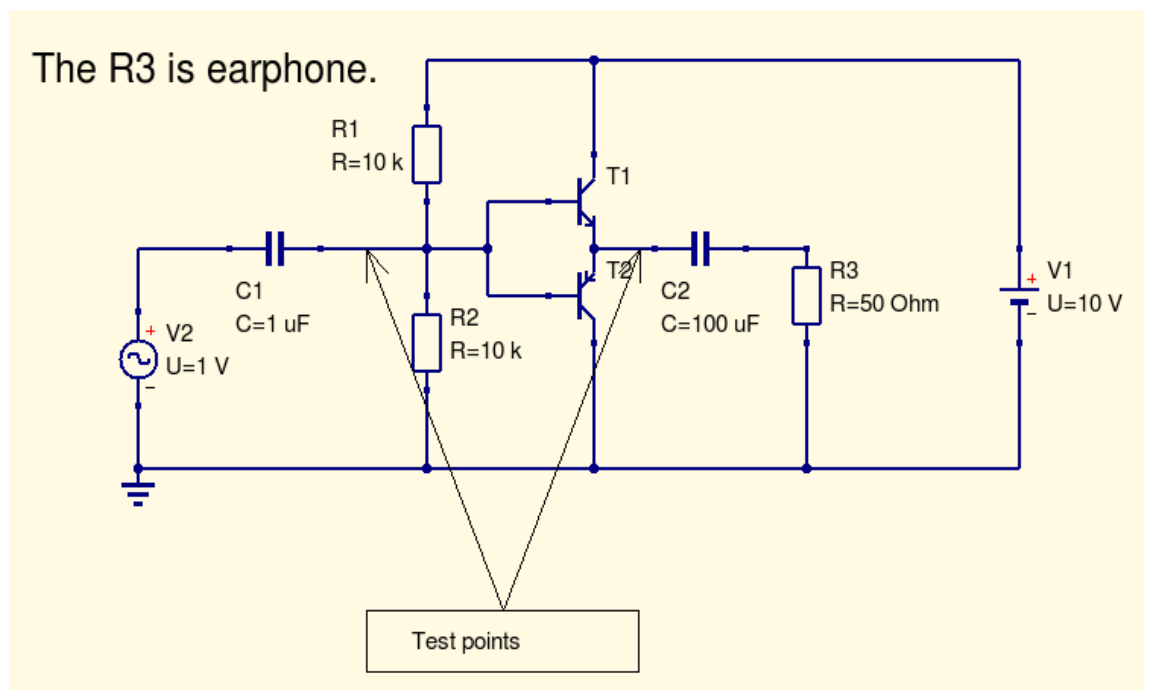 The R3 is earphone.
R1
R=10 k
T1
T2
C1
C=1 uF
V2
U=1 V
R2
R=10 k
C2
C=100 uF
R3
R=50 Ohm
V1
U=10 V
Test points